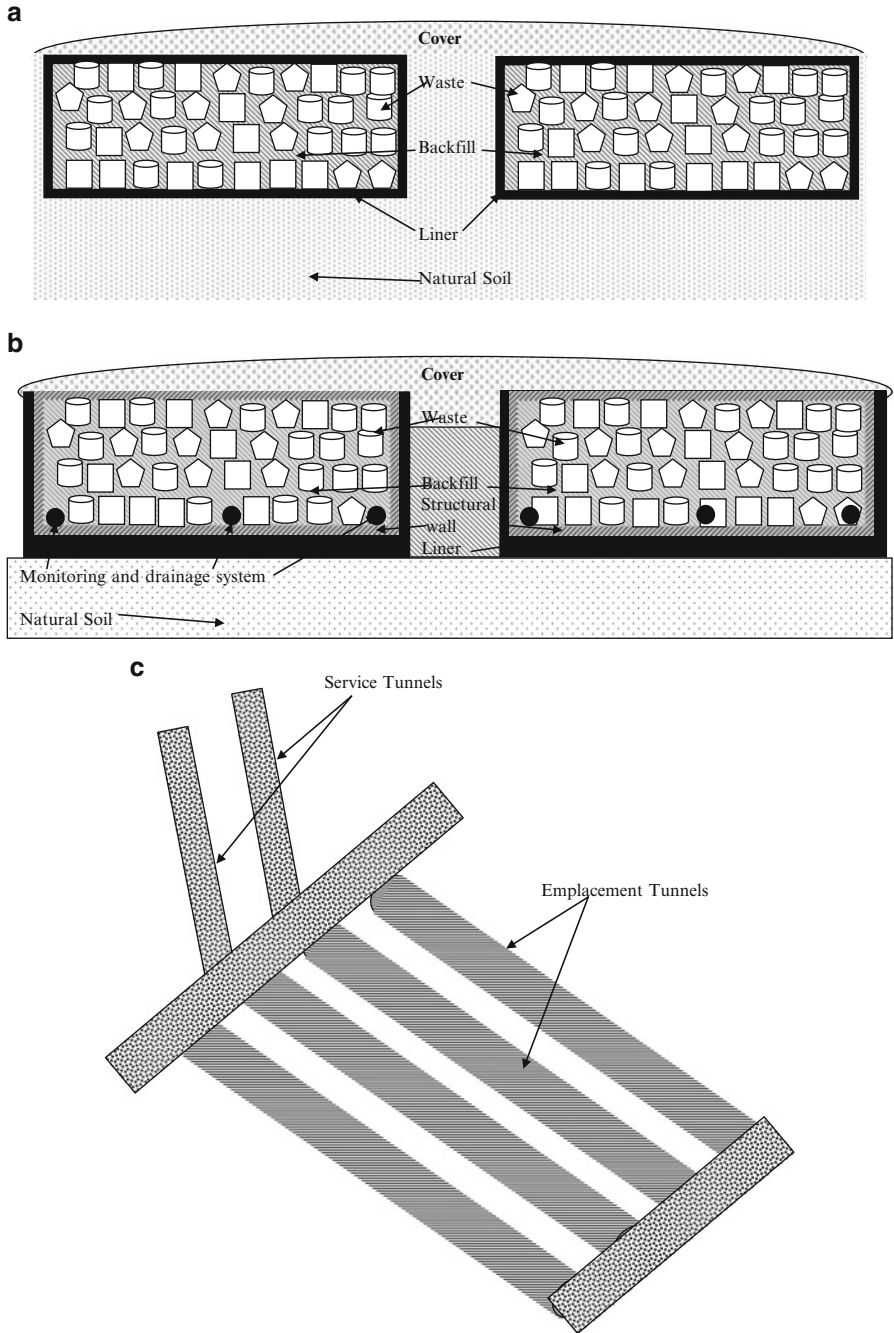 a
Cover
Waste
Backfill
Liner
Natural Soil
b
Cover
Waste
Backfill
Structural
wall
Liner
Monitoring and drainage system
Natural Soil
c
Service Tunnels
Emplacement Tunnels